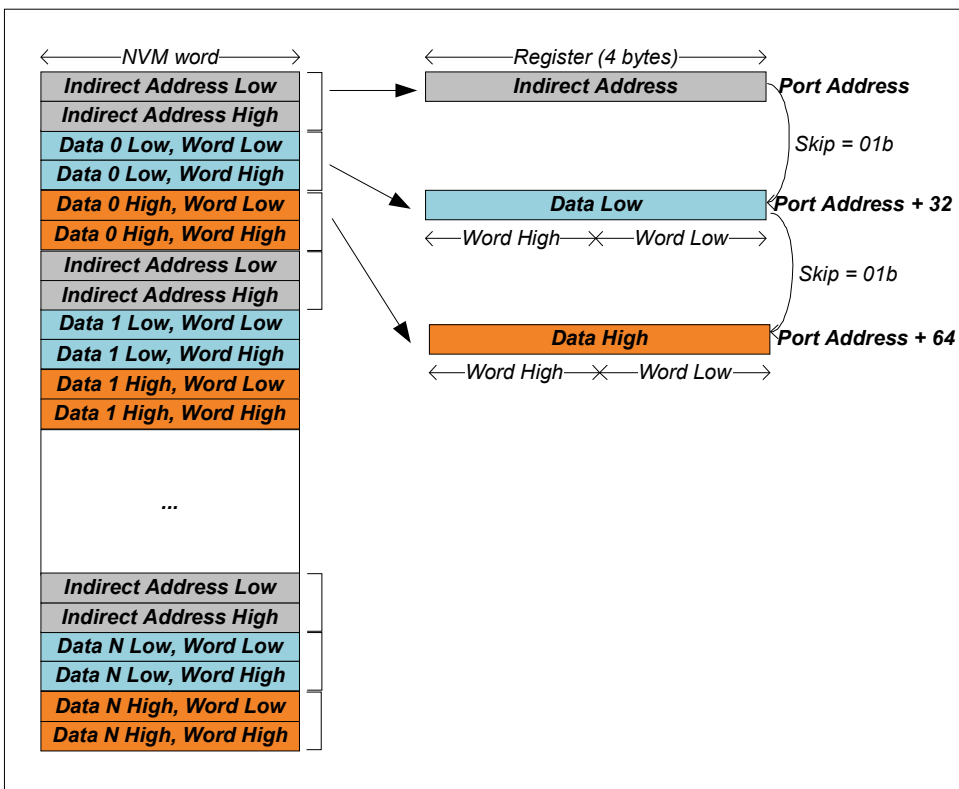 NVM word
Indirect Address Low
Indirect Address High
Data 0 Low, Word Low
Data 0 Low, Word High
Data 0 High, Word Low
Data 0 High, Word High
Indirect Address Low
Indirect Address High
Data 1 Low, Word Low
Data 1 Low, Word High
Data 1 High, Word Low
Data 1 High, Word High
...
Indirect Address Low
Indirect Address High
Data N Low, Word Low
Data N Low, Word High
Data N High, Word Low
Data N High, Word High
Register (4 bytes)
Indirect Address Port Address
Skip = 01b
Data Low Port Address + 32
Word High Word Low
Skip = 01b
Data High Port Address + 64
Word High Word Low